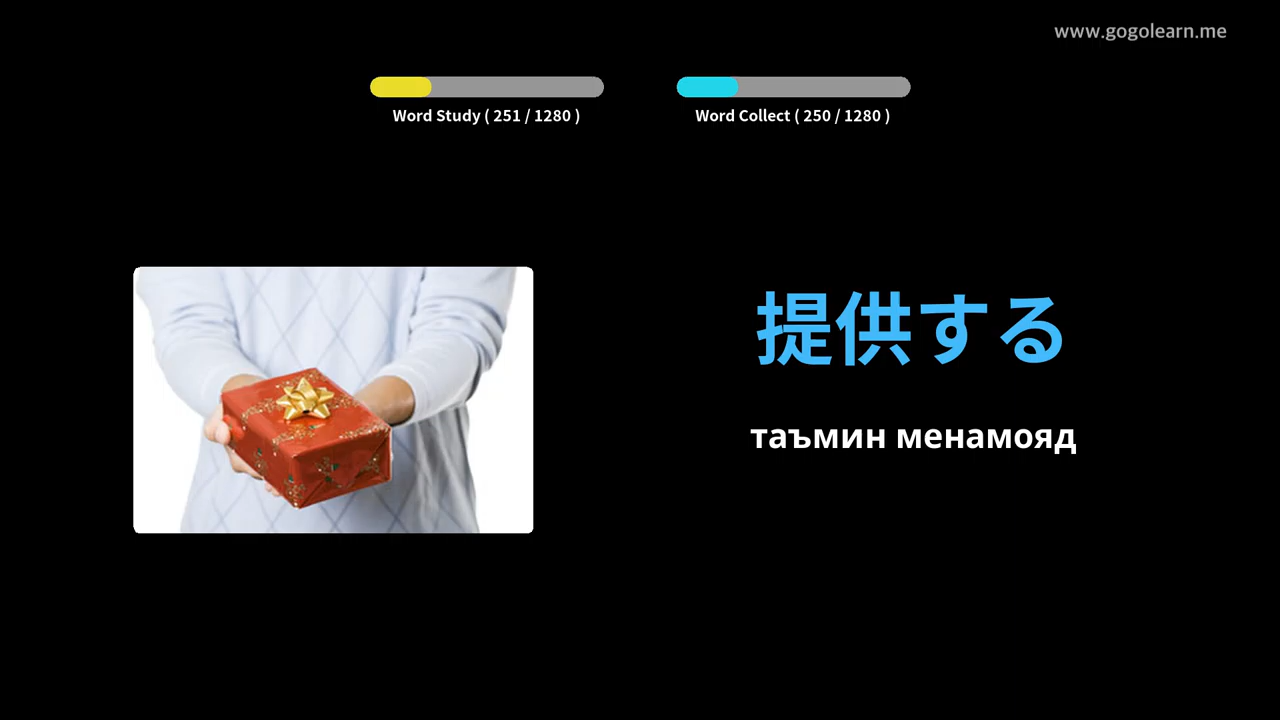 www.gogolearn.me
Word Study ( 251 / 1280 )
Word Collect ( 250 / 1280 )
提供する
таъмин менамояд